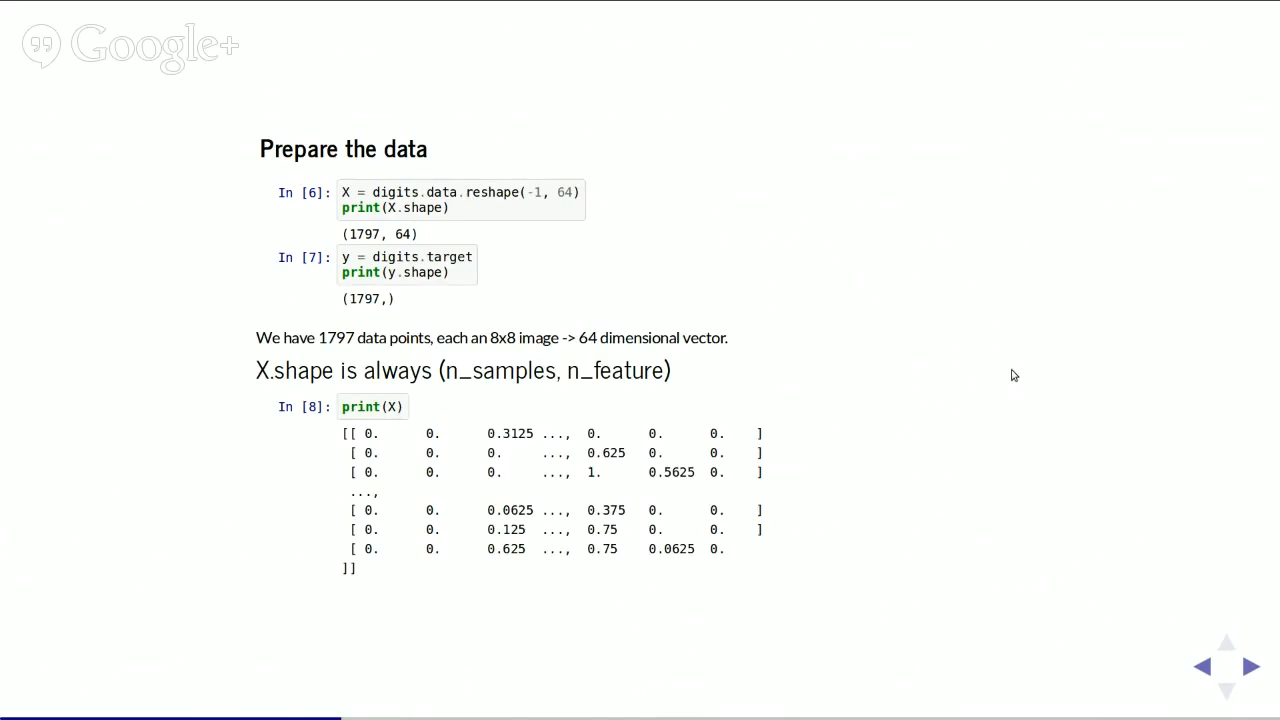 Google+
Prepare the data
In [6]: X = digits.data.reshape(-1, 64)
print(X.shape)
(1797, 64)
In [7]: y = digits.target
print(y.shape)
(1797,)
We have 1797 data points, each an 8x8 image -> 64 dimensional vector.
X.shape is always (n_samples, n_feature)
In [8]: print(X)
[[ 0. 0. 0.3125 ..., 0. 0. 0. ]
[ 0. 0. 0. ..., 0.625 0. 0. ]
[ 0. 0. 0. ..., 1. 0.5625 0. ]
...,
[ 0. 0. 0.0625 ..., 0.375 0. 0. ]
[ 0. 0. 0.125 ..., 0.75 0. 0. ]
[ 0. 0. 0.625 ..., 0.75 0.0625 0.
]]